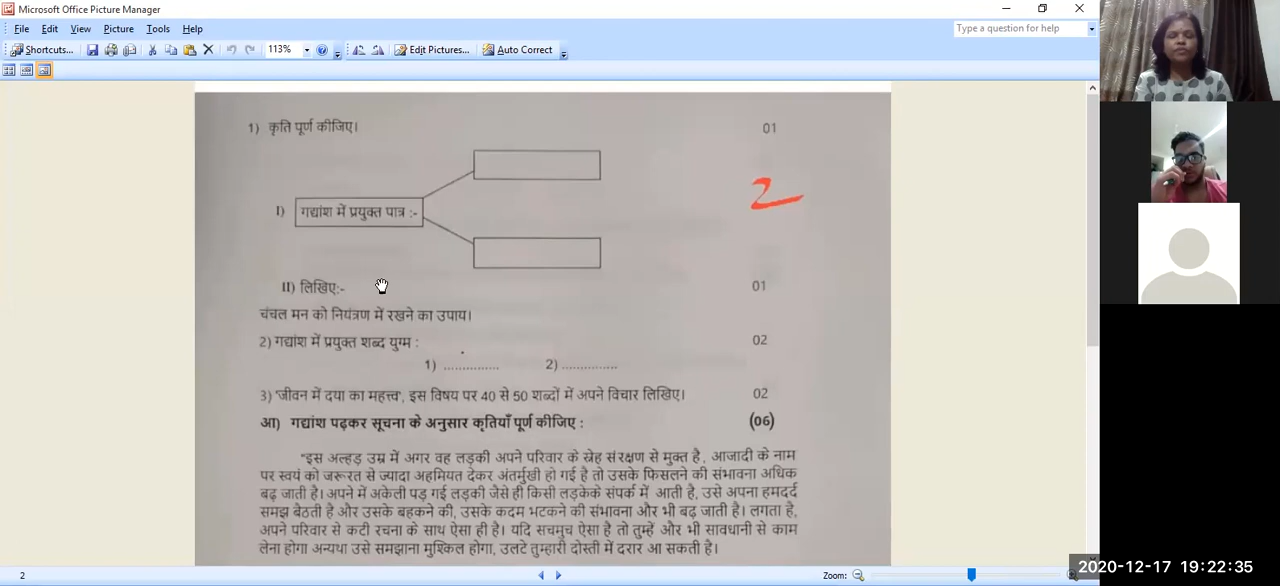 Microsoft Office Picture Manager
File Edit View Picture Tools Help
Type a question for help
Shortcuts... 113% Edit Pictures... Auto Correct
1) कृति पूर्ण कीजिए। 01
2
I) गद्यांश में प्रयुक्त पात्र :-
II) लिखिए:- 01
चंचल मन को नियंत्रण में रखने का उपाय।
2) गद्यांश में प्रयुक्त शब्द युग्म : 02
1) .............. 2) ..............
3) 'जीवन में दया का महत्त्व', इस विषय पर 40 से 50 शब्दों में अपने विचार लिखिए। 02
आ) गद्यांश पढ़कर सूचना के अनुसार कृतियाँ पूर्ण कीजिए : (06)
"इस अल्हड़ उम्र में अगर वह लड़की अपने परिवार के स्नेह संरक्षण से मुक्त है, आजादी के नाम
पर स्वयं को जरूरत से ज्यादा अहमियत देकर अंतर्मुखी हो गई है तो उसके फिसलने की संभावना अधिक
बढ़ जाती है। अपने में अकेली पड़ गई लड़की जैसे ही किसी लड़केके संपर्क में आती है, उसे अपना हमदर्द
समझ बैठती है और उसके बहकने की, उसके कदम भटकने की संभावना और भी बढ़ जाती है। लगता है,
अपने परिवार से कटी रचना के साथ ऐसा ही है। यदि सचमुच ऐसा है तो तुम्हें और भी सावधानी से काम
लेना होगा अन्यथा उसे समझाना मुश्किल होगा, उलटे तुम्हारी दोस्ती में दरार आ सकती है।
2 Zoom:
2020-12-17 19:22:35